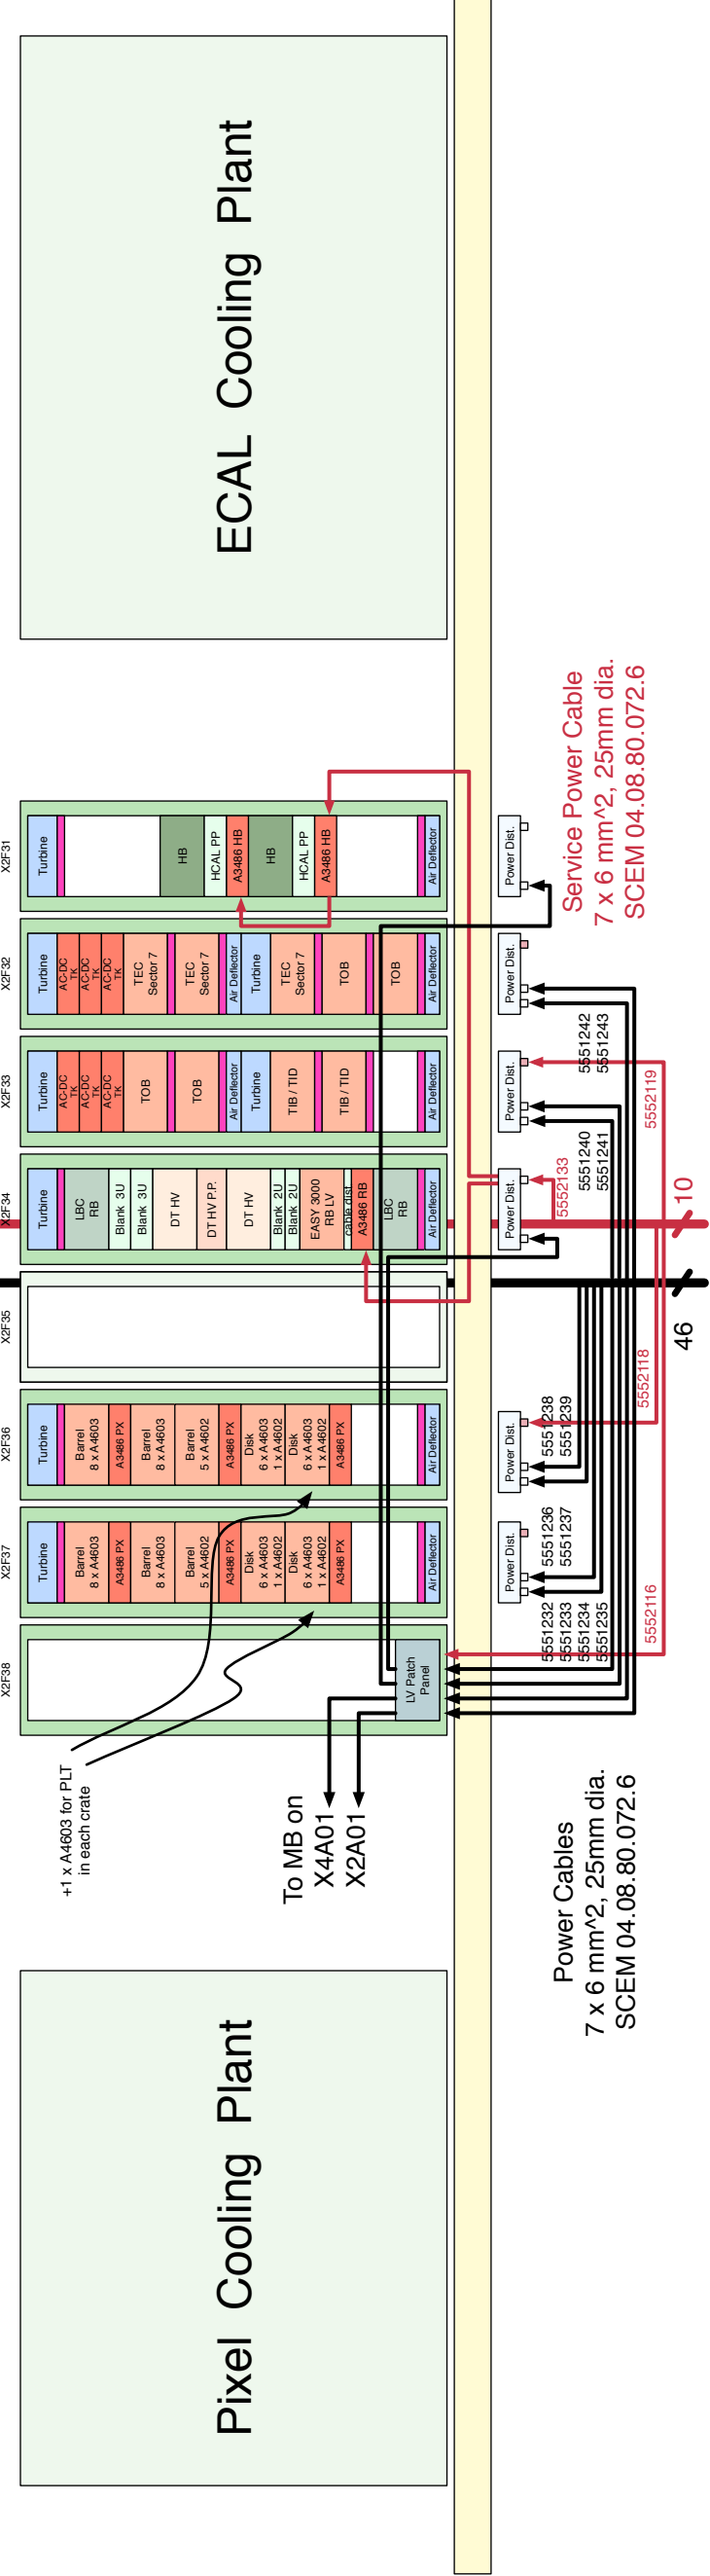 Pixel Cooling Plant
+1 x A4603 for PLT
in each crate
To MB on
X4A01
X2A01
X2F38
LV Patch
Panel
X2F37
Turbine
Barrel
8 x A4603
A3486 PX
Barrel
8 x A4603
Barrel
5 x A4602
A3486 PX
Disk
6 x A4603
1 x A4602
Disk
6 x A4603
1 x A4602
A3486 PX
Air Deflector
X2F36
Turbine
Barrel
8 x A4603
A3486 PX
Barrel
8 x A4603
Barrel
5 x A4602
A3486 PX
Disk
6 x A4603
1 x A4602
Disk
6 x A4603
1 x A4602
A3486 PX
Air Deflector
X2F35
X2F34
Turbine
LBC
RB
Blank 3U
Blank 3U
DT HV
DT HV P.P.
DT HV
Blank 2U
Blank 2U
EASY 3000
RB LV
cable dist.
A3486 RB
LBC
RB
Air Deflector
X2F33
Turbine
AC-DC
TK
AC-DC
TK
AC-DC
TK
TOB
TOB
Air Deflector
Turbine
TIB / TID
TIB / TID
Air Deflector
X2F32
Turbine
AC-DC
TK
AC-DC
TK
AC-DC
TK
TEC
Sector 7
TEC
Sector 7
Air Deflector
Turbine
TEC
Sector 7
TOB
TOB
Air Deflector
X2F31
Turbine
HB
HCAL PP
A3486 HB
HB
HCAL PP
A3486 HB
Air Deflector
ECAL Cooling Plant
Power Dist.
Power Dist.
Power Dist.
Power Dist.
Power Dist.
Power Dist.
Power Cables
7 x 6 mm^2, 25mm dia.
SCEM 04.08.80.072.6
5551232
5551233
5551234
5551235
5551236
5551237
5551238
5551239
5551240
5551241
5551242
5551243
5552116
5552118
5552133
5552119
46
10
Service Power Cable
7 x 6 mm^2, 25mm dia.
SCEM 04.08.80.072.6